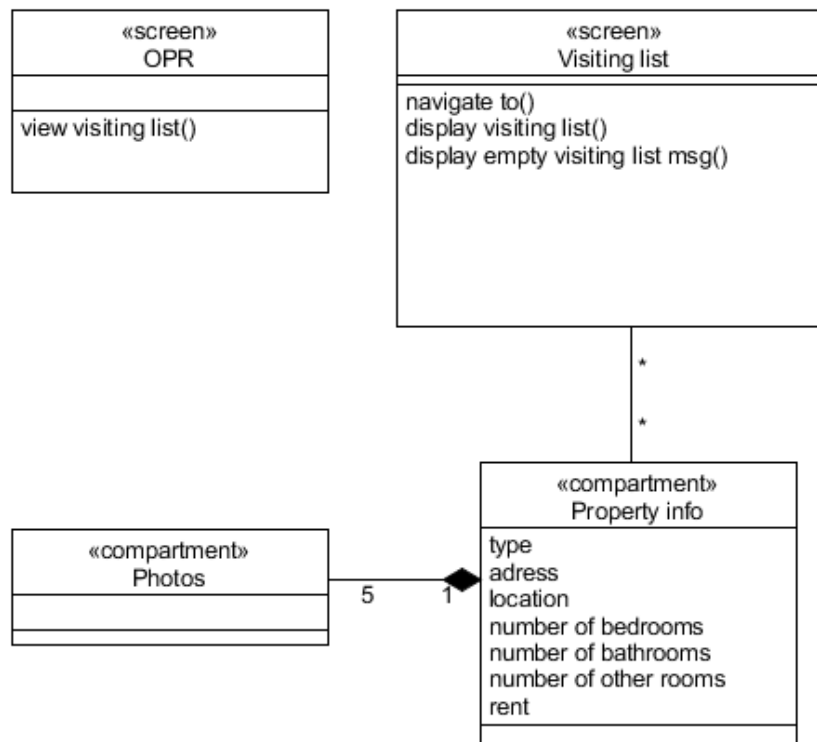 «screen»
OPR
view visiting list()
«screen»
Visiting list
navigate to()
display visiting list()
display empty visiting list msg()
*
*
«compartment»
Photos
5
1
«compartment»
Property info
type
adress
location
number of bedrooms
number of bathrooms
number of other rooms
rent